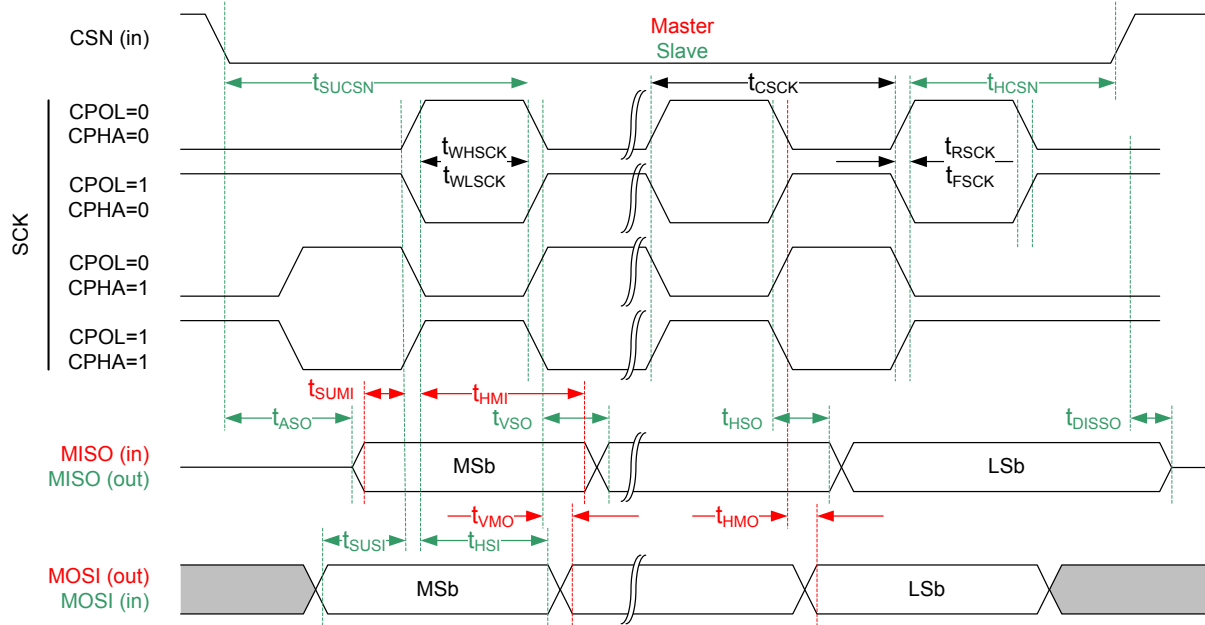 CSN (in)
Master
Slave
tSUCSN
tCSCK
tHCSN
SCK
CPOL=0
CPHA=0
tWHSCK
tWLSCK
tRSCK
tFSCK
CPOL=1
CPHA=0
CPOL=0
CPHA=1
CPOL=1
CPHA=1
tSUMI
tHMI
tASO
tVSO
tHSO
tDISSO
MISO (in)
MISO (out)
MSb
LSb
tVMO
tHMO
tSUSI
tHSI
MOSI (out)
MOSI (in)
MSb
LSb